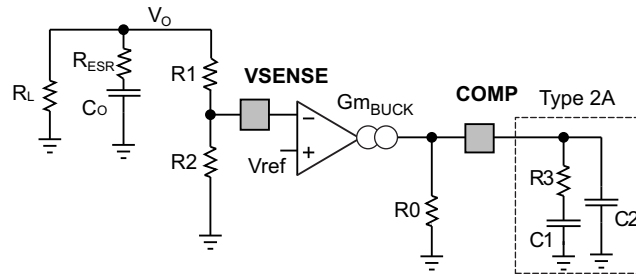 VO
RESR
R1
VSENSE
GmBUCK
COMP
Type 2A
RL
CO
−
+
Vref
R2
R0
R3
C1
C2